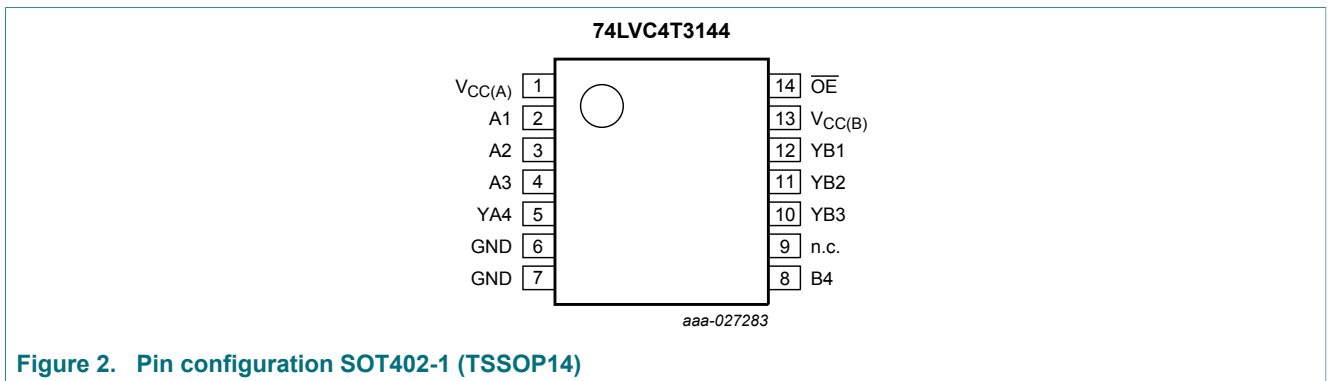 74LVC4T3144
VCC(A) 1 14 OE
A1 2 13 VCC(B)
A2 3 12 YB1
A3 4 11 YB2
YA4 5 10 YB3
GND 6 9 n.c.
GND 7 8 B4
aaa-027283
Figure 2. Pin configuration SOT402-1 (TSSOP14)